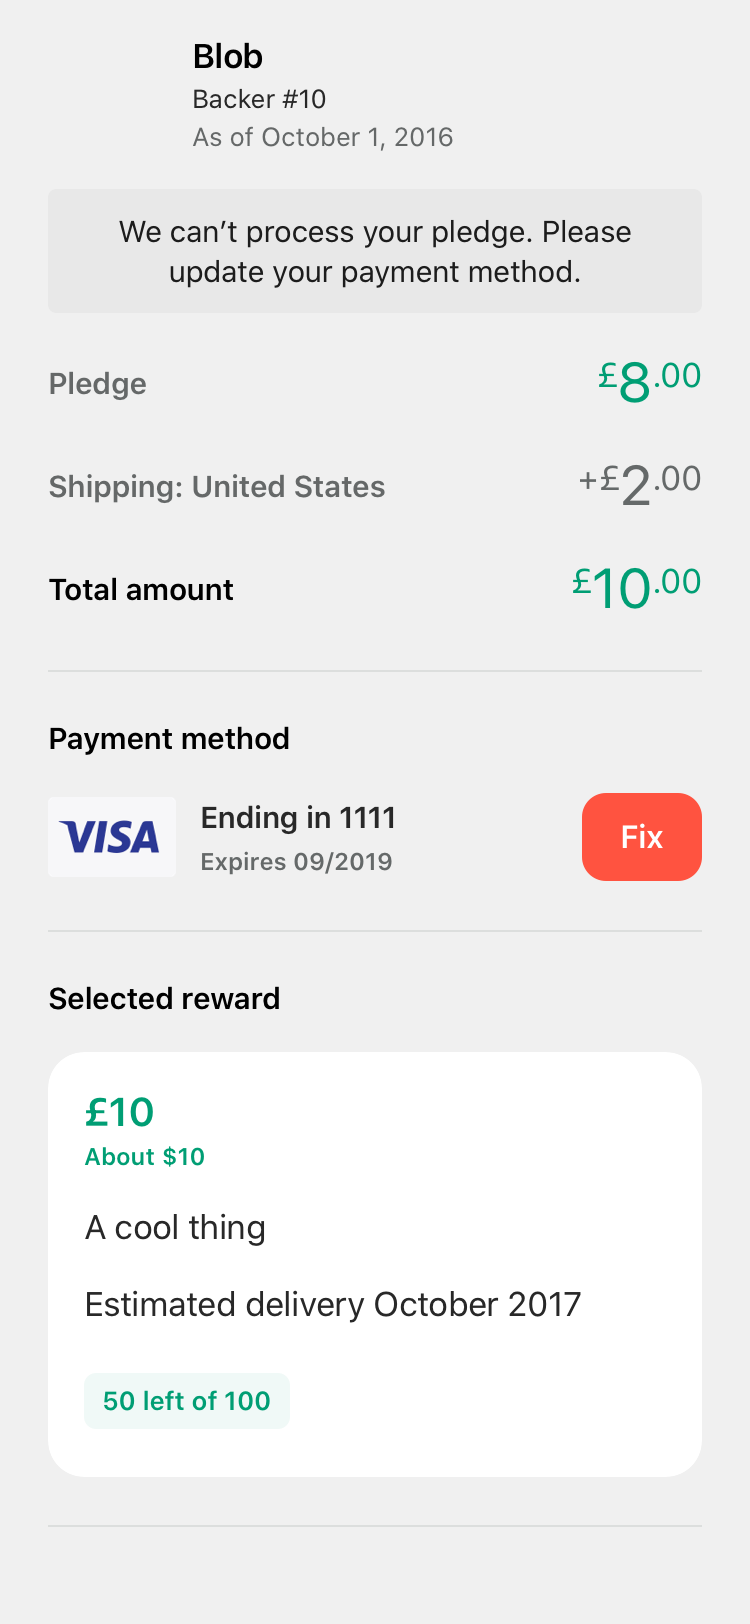 Blob
Backer #10
As of October 1, 2016
We can’t process your pledge. Please
update your payment method.
Pledge £8.00
Shipping: United States +£2.00
Total amount £10.00
Payment method
VISA
Ending in 1111
Expires 09/2019
Fix
Selected reward
£10
About $10
A cool thing
Estimated delivery October 2017
50 left of 100